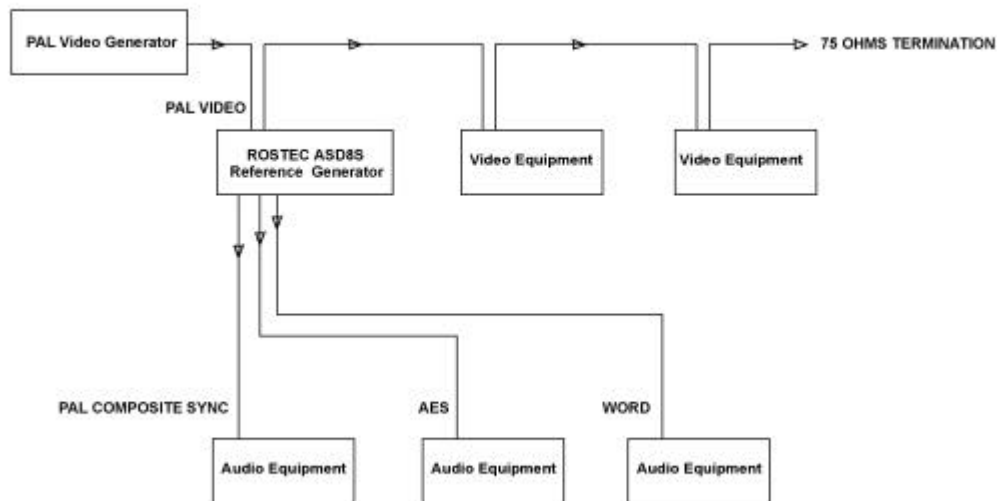 PAL Video Generator
75 OHMS TERMINATION
PAL VIDEO
ROSTEC ASD8S
Reference Generator
Video Equipment
Video Equipment
PAL COMPOSITE SYNC
AES
WORD
Audio Equipment
Audio Equipment
Audio Equipment